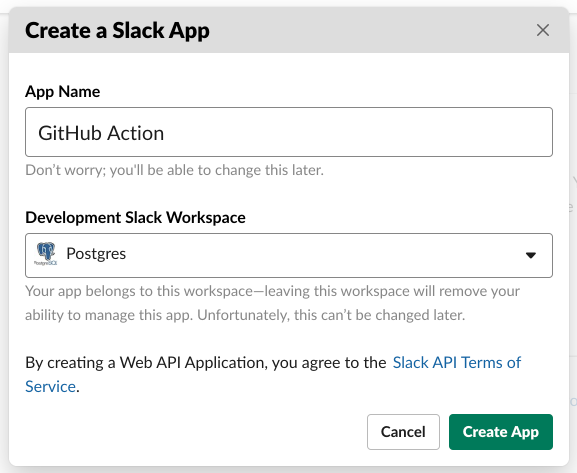 Create a Slack App
App Name
GitHub Action
Don't worry; you'll be able to change this later.
Development Slack Workspace
Postgres
Your app belongs to this workspace—leaving this workspace will remove your
ability to manage this app. Unfortunately, this can't be changed later.
By creating a Web API Application, you agree to the Slack API Terms of
Service.
Cancel
Create App